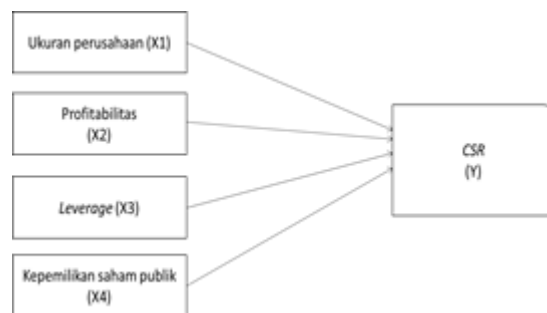 Ukuran perusahaan (X1)
Profitabilitas
(X2)
Leverage (X3)
Kepemilikan saham publik
(X4)
CSR
(Y)